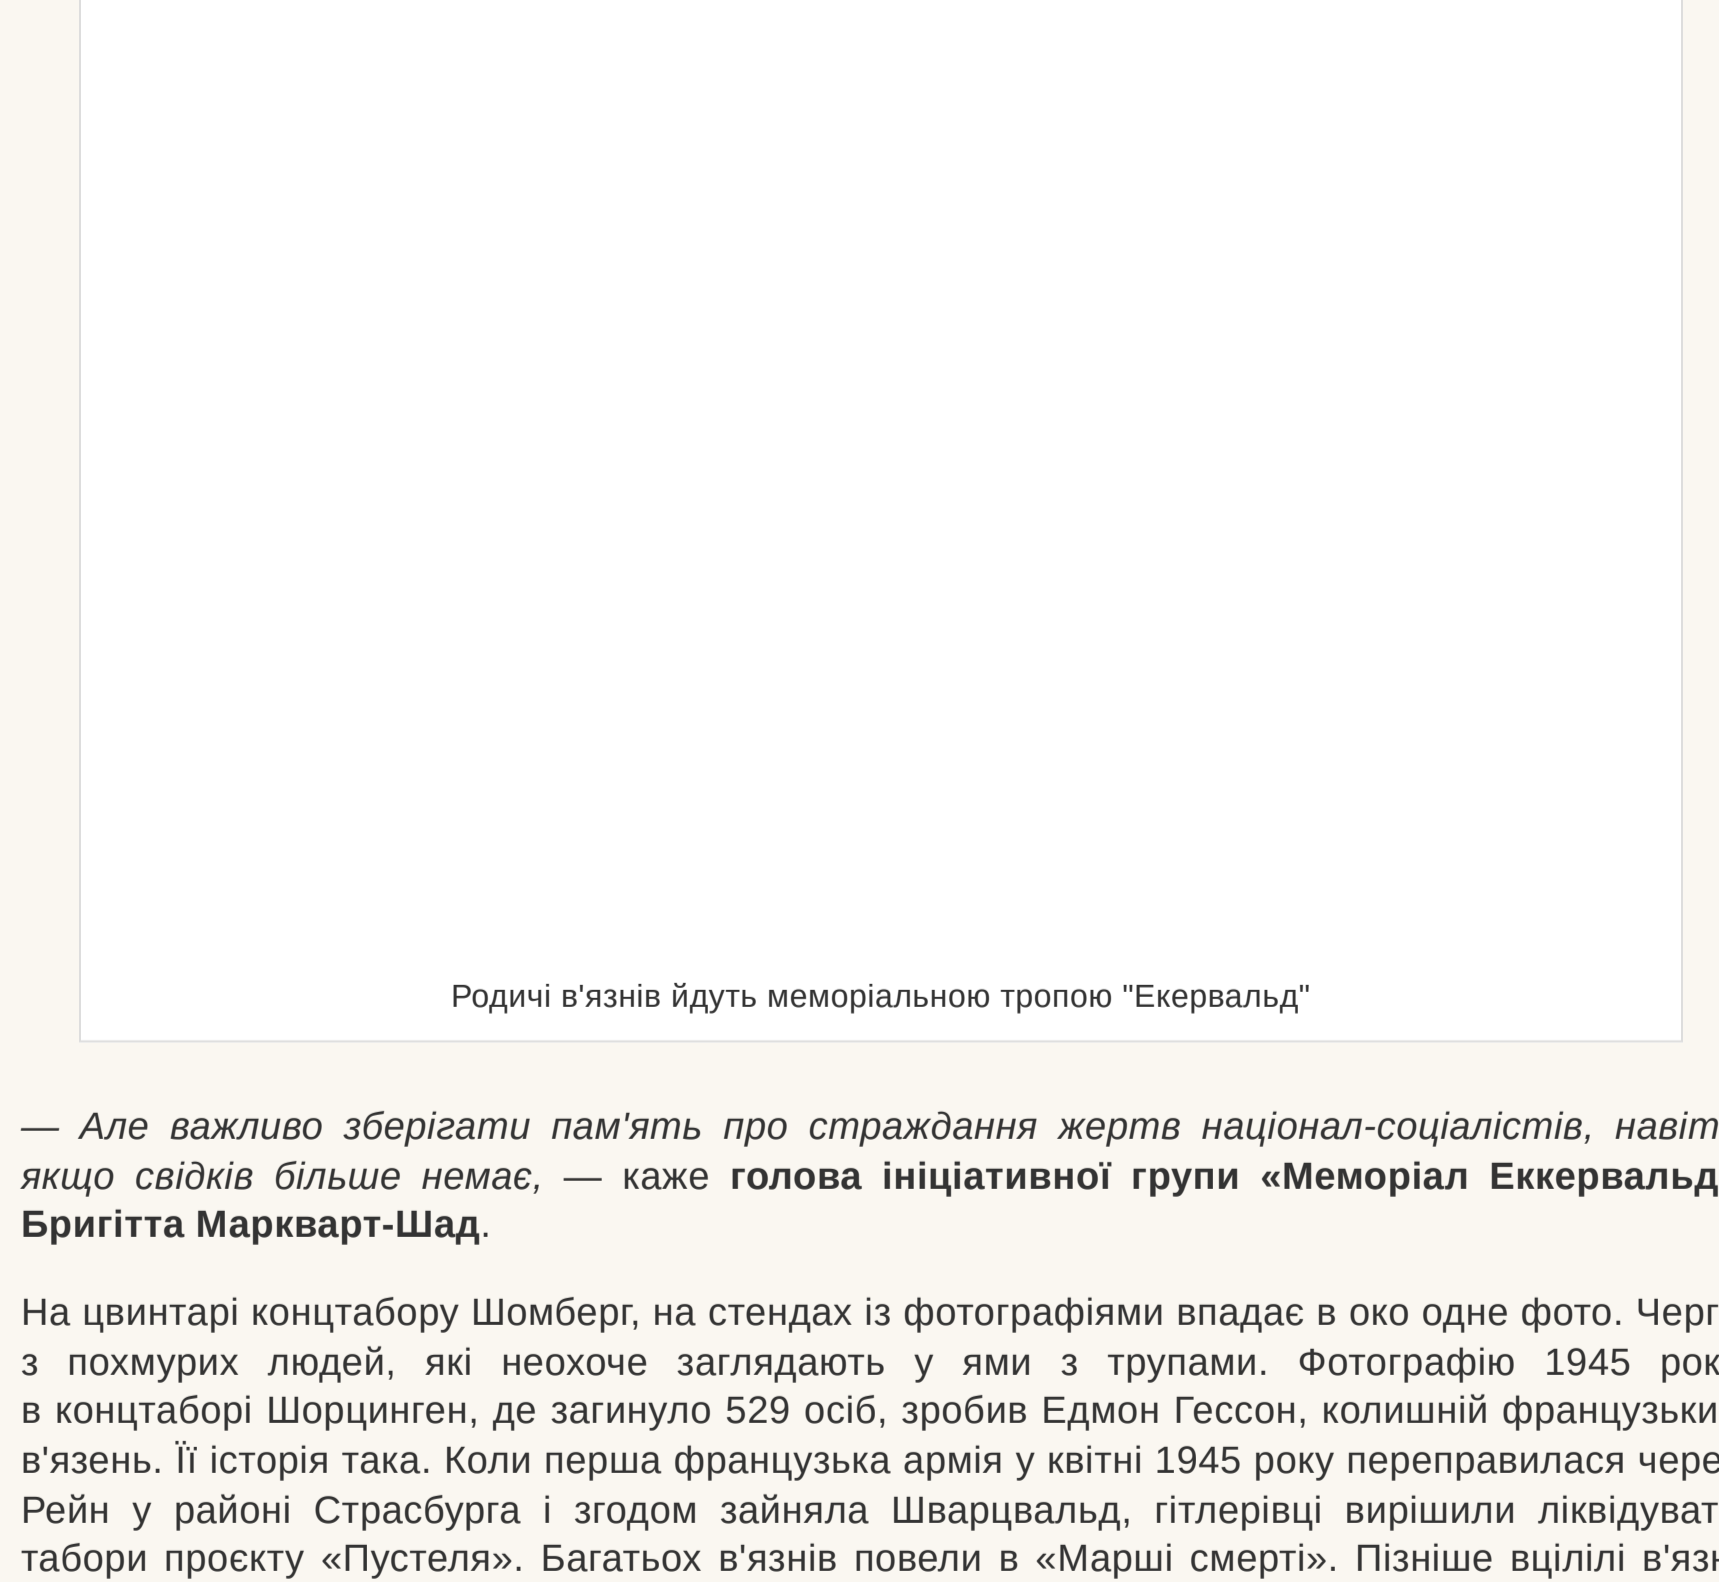 Родичі в'язнів йдуть меморіальною тропою "Екервальд"
— Але важливо зберігати пам'ять про страждання жертв націонал-соціалістів, навіт
якщо свідків більше немає, — каже голова ініціативної групи «Меморіал Еккервальд
Бригітта Маркварт-Шад.
На цвинтарі концтабору Шомберг, на стендах із фотографіями впадає в око одне фото. Черг
з похмурих людей, які неохоче заглядають у ями з трупами. Фотографію 1945 рок
в концтаборі Шорцинген, де загинуло 529 осіб, зробив Едмон Гессон, колишній французьки
в'язень. Її історія така. Коли перша французька армія у квітні 1945 року переправилася чере
Рейн у районі Страсбурга і згодом зайняла Шварцвальд, гітлерівці вирішили ліквідуват
табори проєкту «Пустеля». Багатьох в'язнів повели в «Марші смерті». Пізніше вцілілі в'язн